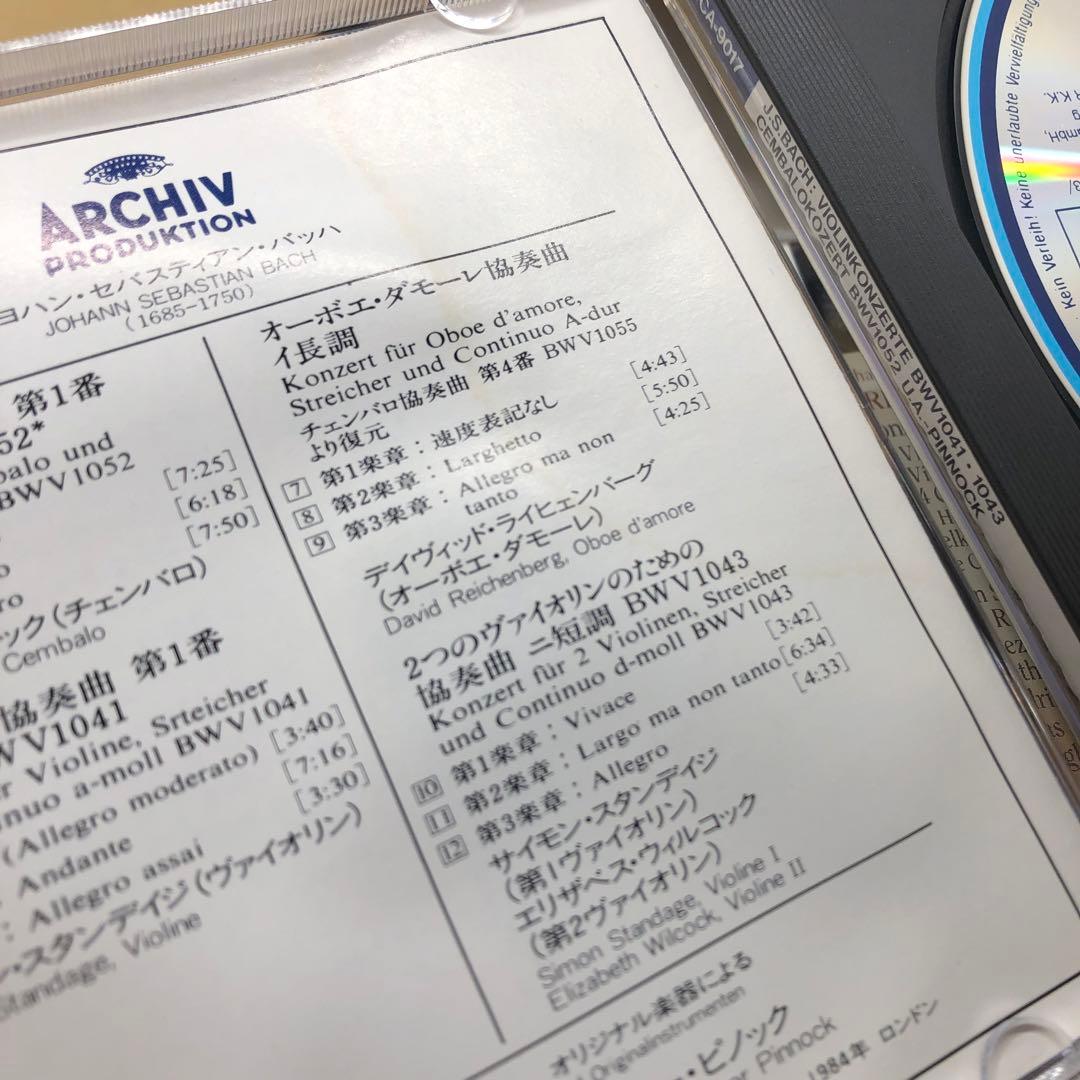 ARCHIV
PRODUKTION
ヨハン・セバスティアン・バッハ
JOHANN SEBASTIAN BACH
(1685-1750)
第1番
52*
balo und
BWV1052
[7:25]
[6:18]
[7:50]
ック(チェンバロ)
Cembalo
協奏曲 第1番
WV1041
Violine, Srteicher
nuo a-moll BWV1041
(Allegro moderato) [3:40]
Andante [7:16]
: Allegro assai [3:30]
ン・スタンデイジ(ヴァイオリン)
Standage, Violine
オーボエ・ダモーレ協奏曲
イ長調
Konzert für Oboe d'amore,
Streicher und Continuo A-dur
チェンバロ協奏曲 第4番 BWV1055
より復元
7 第1楽章:速度表記なし [4:43]
8 第2楽章:Larghetto [5:50]
9 第3楽章:Allegro ma non [4:25]
tanto
デイヴィッド・ライヒェンバーグ
(オーボエ・ダモーレ)
David Reichenberg, Oboe d'amore
2つのヴァイオリンのための
協奏曲 ニ短調 BWV1043
Konzert für 2 Violinen, Streicher
und Continuo d-moll BWV1043
10 第1楽章:Vivace [3:42]
11 第2楽章:Largo ma non tanto [6:34]
12 第3楽章:Allegro [4:33]
サイモン・スタンデイジ
(第1ヴァイオリン)
エリザベス・ウィルコック
(第2ヴァイオリン)
Simon Standage, Violine I
Elizabeth Wilcock, Violine II
オリジナル楽器による
Originalinstrumenten
・ピノック
Pinnock
1984年 ロンドン
CA-9017
J.S.BACH: VIOLINKONZERTE BWV1041・1043
CEMBALOKOZERT BWV1052 U.A.-PINNOCK
Kein Verleih! Keine unerlaubte Vervielfältigung